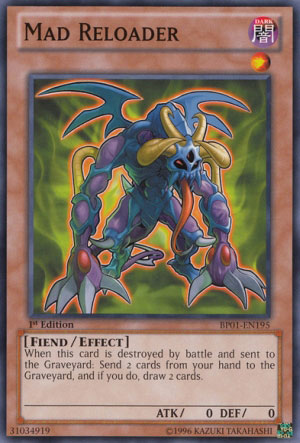 MAD RELOADER
DARK
闇
1st Edition
BP01-EN195
[FIEND / EFFECT]
When this card is destroyed by battle and sent
to the Graveyard: Send 2 cards from your hand to the
Graveyard, and if you do, draw 2 cards.
ATK/ 0 DEF/ 0
31034919
©1996 KAZUKI TAKAHASHI